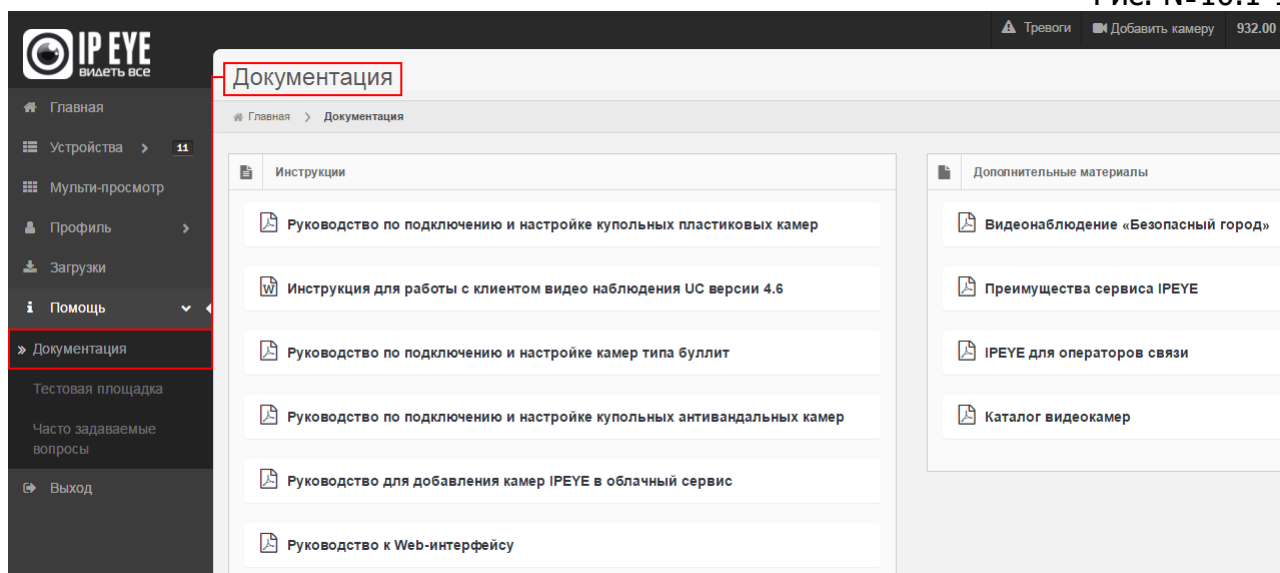 Рис. №10.1
Тревоги
Добавить камеру
932.00
IP EYE
видеть все
Документация
Главная
Главная > Документация
Устройства > 11
Мульти-просмотр
Профиль >
Загрузки
Помощь
Документация
Тестовая площадка
Часто задаваемые
вопросы
Выход
Инструкции
Руководство по подключению и настройке купольных пластиковых камер
Инструкция для работы с клиентом видео наблюдения UC версии 4.6
Руководство по подключению и настройке камер типа буллит
Руководство по подключению и настройке купольных антивандальных камер
Руководство для добавления камер IPEYE в облачный сервис
Руководство к Web-интерфейсу
Дополнительные материалы
Видеонаблюдение «Безопасный город»
Преимущества сервиса IPEYE
IPEYE для операторов связи
Каталог видеокамер